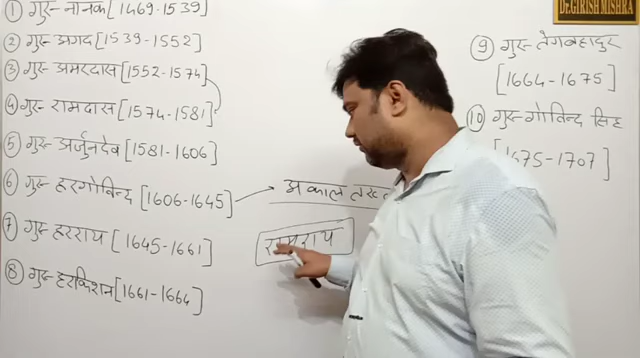 ① गुरु नानक [1469-1539]
② गुरु अंगद [1539-1552]
③ गुरु अमरदास [1552-1574]
④ गुरु रामदास [1574-1581]
⑤ गुरु अर्जुनदेव [1581-1606]
⑥ गुरु हरगोविन्द [1606-1645]
अकाल तख्त
⑦ गुरु हरराय [1645-1661]
रामराय
⑧ गुरु हरकिशन [1661-1664]
Dr.GIRISH MISHRA
⑨ गुरु तेगबहादुर
[1664-1675]
⑩ गुरु गोविन्द सिंह
[1675-1707]